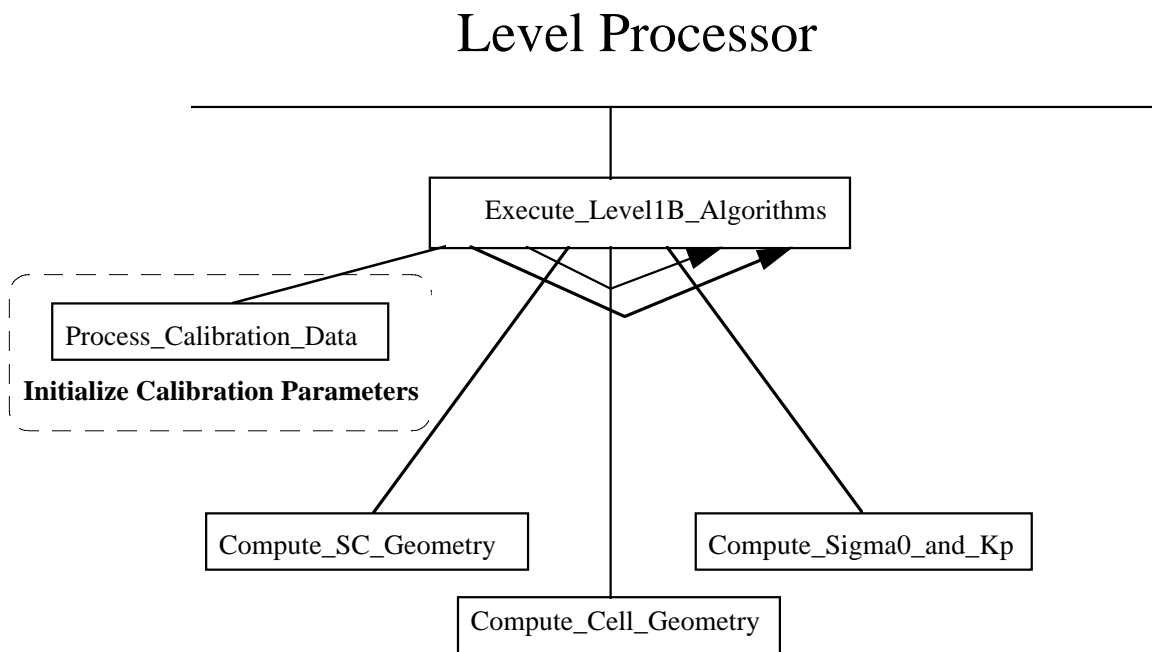 Level Processor
Execute_Level1B_Algorithms
Process_Calibration_Data
Initialize Calibration Parameters
Compute_SC_Geometry
Compute_Sigma0_and_Kp
Compute_Cell_Geometry